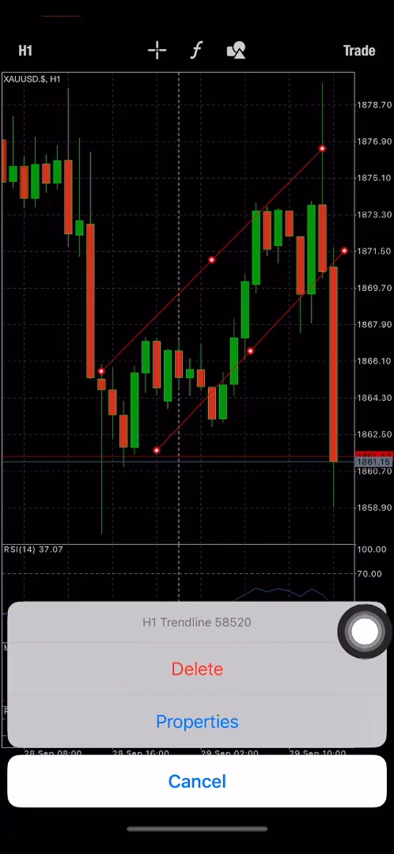 H1
Trade
XAUUSD.$, H1
1878.70
1876.90
1875.10
1873.30
1871.50
1869.70
1867.90
1866.10
1864.30
1862.50
1861.15
1860.70
1858.90
RSI(14) 37.07
100.00
70.00
H1 Trendline 58520
Delete
Properties
28 Sep 08:00
28 Sep 16:00
29 Sep 02:00
29 Sep 10:00
Cancel